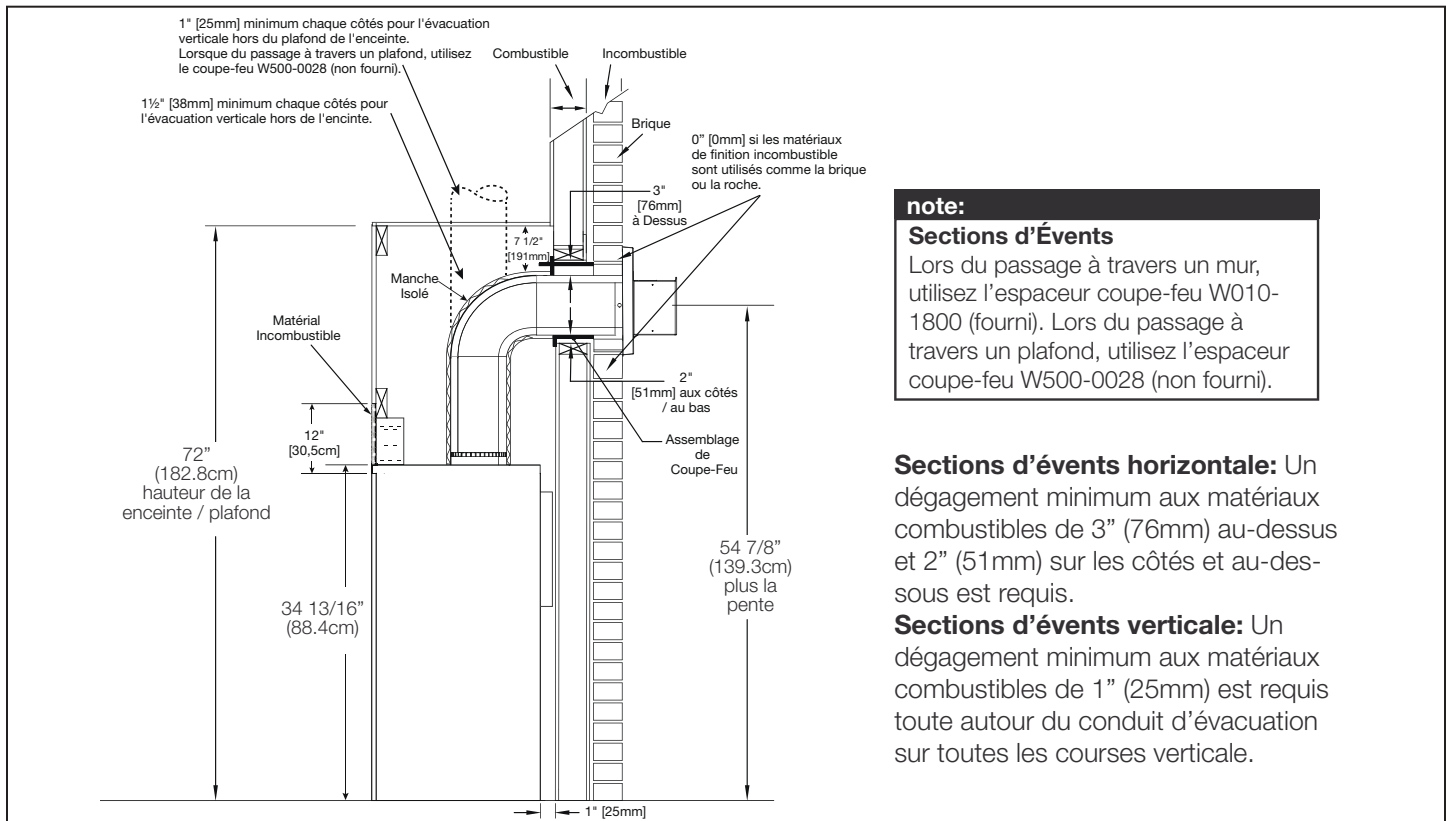 1" [25mm] minimum chaque côtés pour l'évacuation
verticale hors du plafond de l'enceinte.
Lorsque du passage à travers un plafond, utilisez
le coupe-feu W500-0028 (non fourni).
Combustible
Incombustible
1½" [38mm] minimum chaque côtés pour
l'évacuation verticale hors de l'encinte.
Brique
0” [0mm] si les matériaux
de finition incombustible
sont utilisés comme la brique
ou la roche.
3"
[76mm]
à Dessus
7 1/2"
[191mm]
Manche
Isolé
Matérial
Incombustible
2"
[51mm] aux côtés
/ au bas
12"
[30,5cm]
Assemblage
de
Coupe-Feu
72”
(182.8cm)
hauteur de la
enceinte / plafond
54 7/8”
(139.3cm)
plus la
pente
34 13/16”
(88.4cm)
1" [25mm]
note:
Sections d’Évents
Lors du passage à travers un mur,
utilisez l’espaceur coupe-feu W010-
1800 (fourni). Lors du passage à
travers un plafond, utilisez l’espaceur
coupe-feu W500-0028 (non fourni).
Sections d’évents horizontale: Un
dégagement minimum aux matériaux
combustibles de 3” (76mm) au-dessus
et 2” (51mm) sur les côtés et au-des-
sous est requis.
Sections d’évents verticale: Un
dégagement minimum aux matériaux
combustibles de 1” (25mm) est requis
toute autour du conduit d’évacuation
sur toutes les courses verticale.